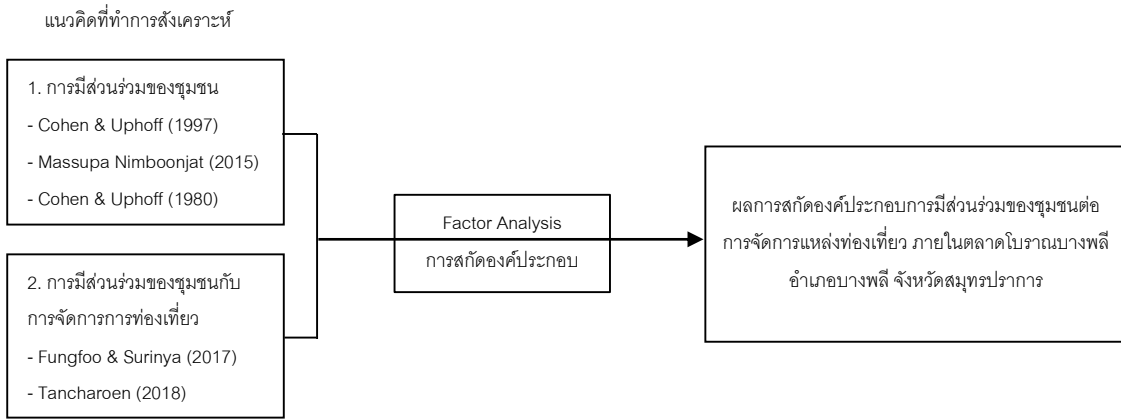 แนวคิดที่ทำการสังเคราะห์
1. การมีส่วนร่วมของชุมชน
- Cohen & Uphoff (1997)
- Massupa Nimboonjat (2015)
- Cohen & Uphoff (1980)
2. การมีส่วนร่วมของชุมชนกับ
การจัดการการท่องเที่ยว
- Fungfoo & Surinya (2017)
- Tancharoen (2018)
Factor Analysis
การสกัดองค์ประกอบ
ผลการสกัดองค์ประกอบการมีส่วนร่วมของชุมชนต่อ
การจัดการแหล่งท่องเที่ยว ภายในตลาดโบราณบางพลี
อำเภอบางพลี จังหวัดสมุทรปราการ